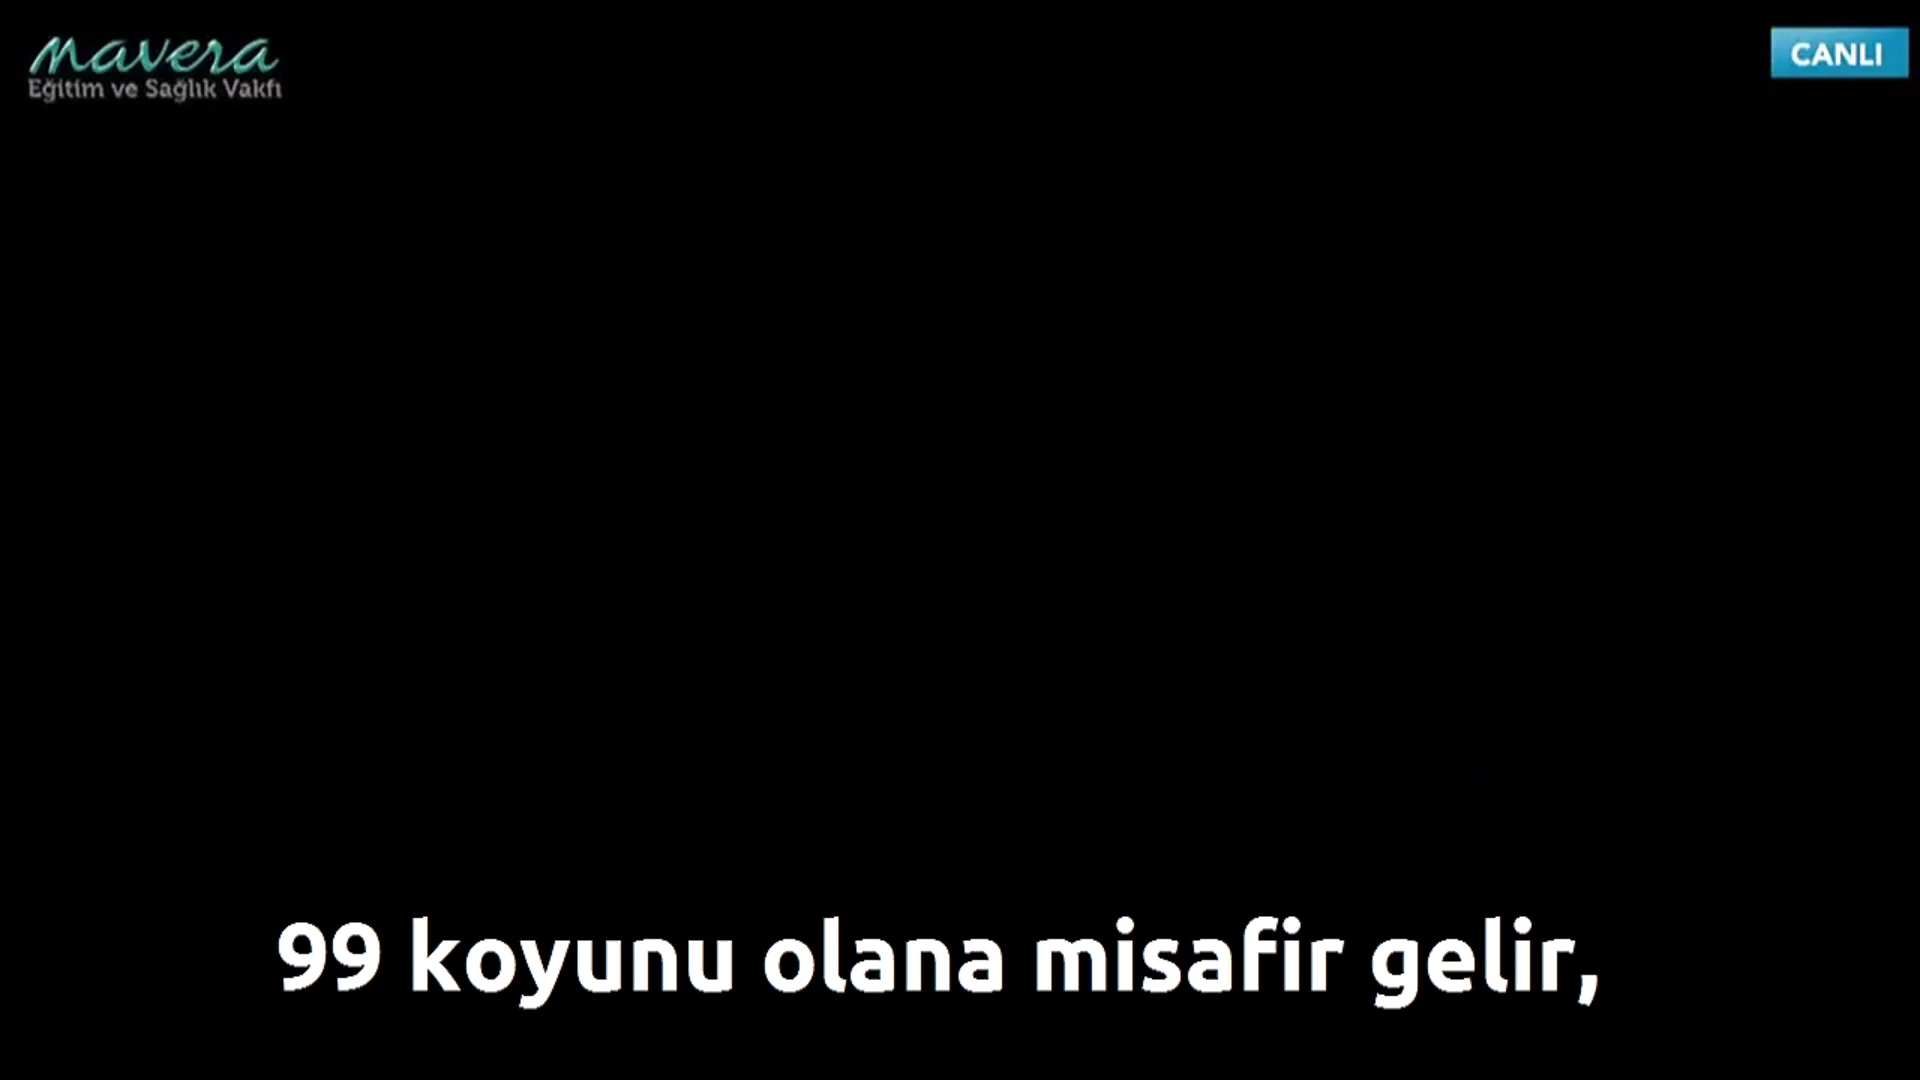 mavera
Eğitim ve Sağlık Vakfı
CANLI
99 koyunu olana misafir gelir,